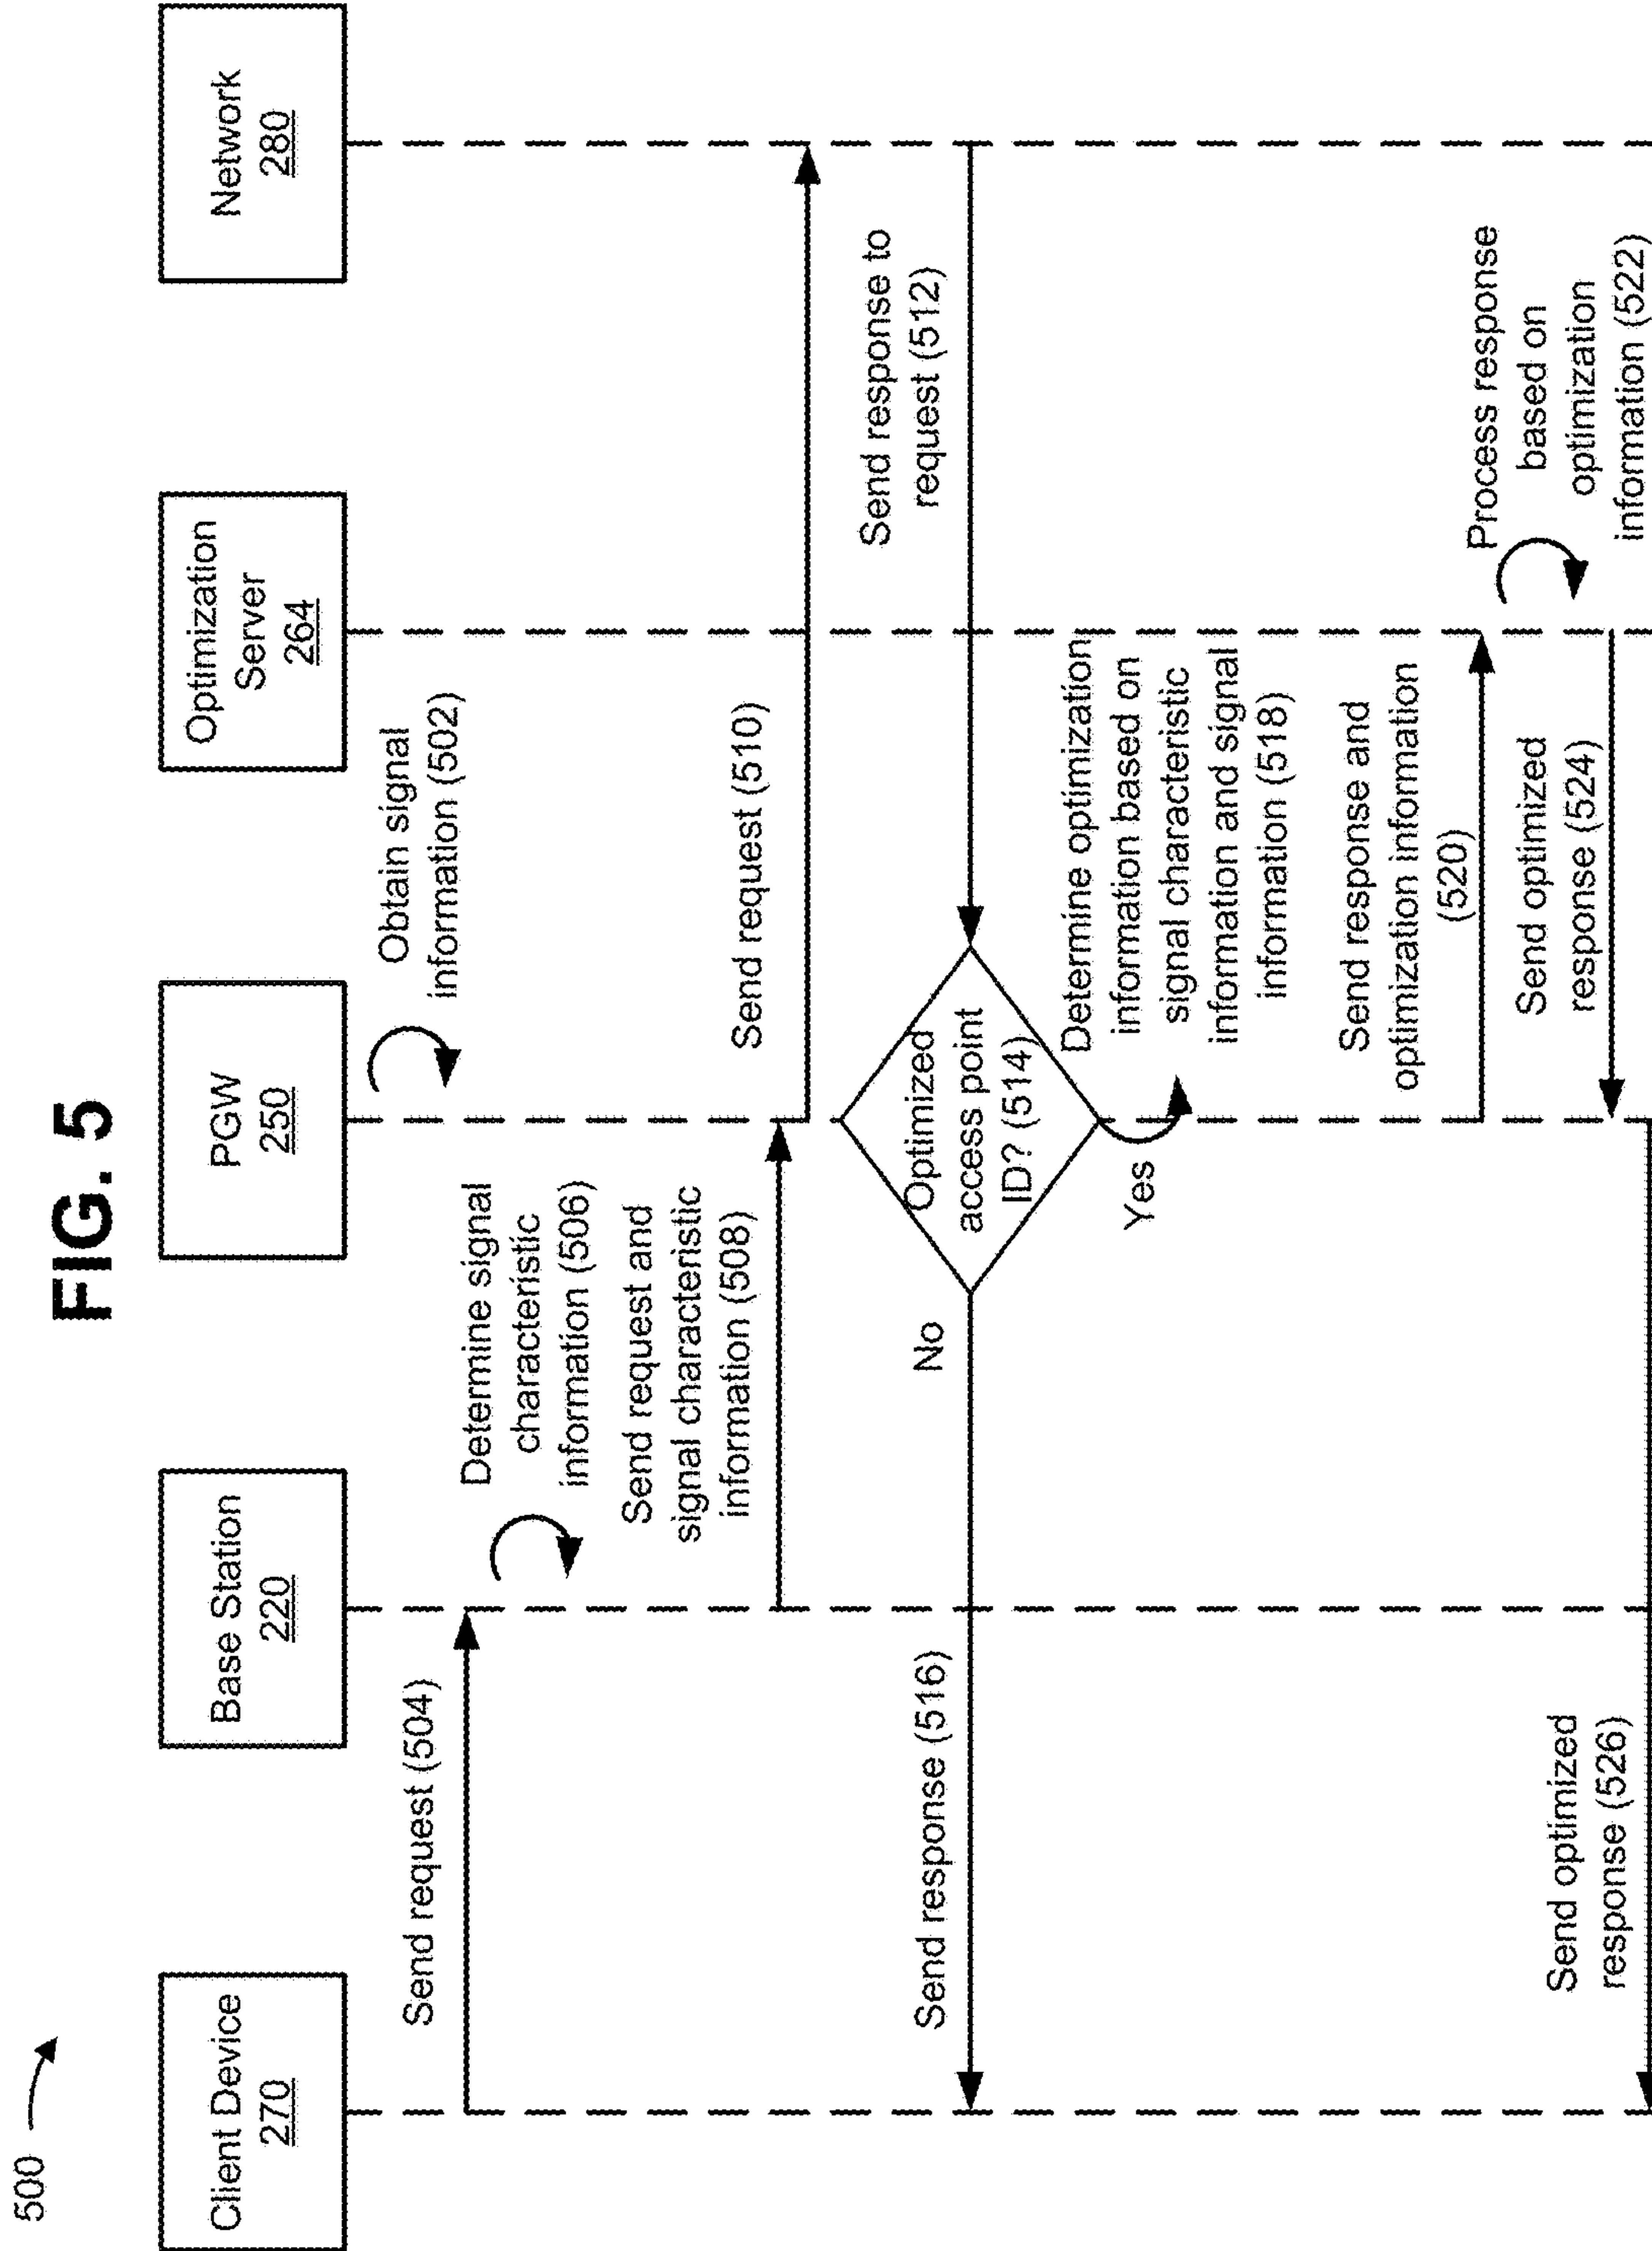 FIG. 5
500
Client Device
270
Base Station
220
PGW
250
Optimization
Server
264
Network
280
Obtain signal
information (502)
Send request (504)
Determine signal
characteristic
information (506)
Send request and
signal characteristic
information (508)
Send request (510)
Send response to
request (512)
Optimized
access point
ID? (514)
No
Send response (516)
Yes
Determine optimization
information based on
signal characteristic
information and signal
information (518)
Send response and
optimization information
(520)
Process response
based on
optimization
information (522)
Send optimized
response (524)
Send optimized
response (526)